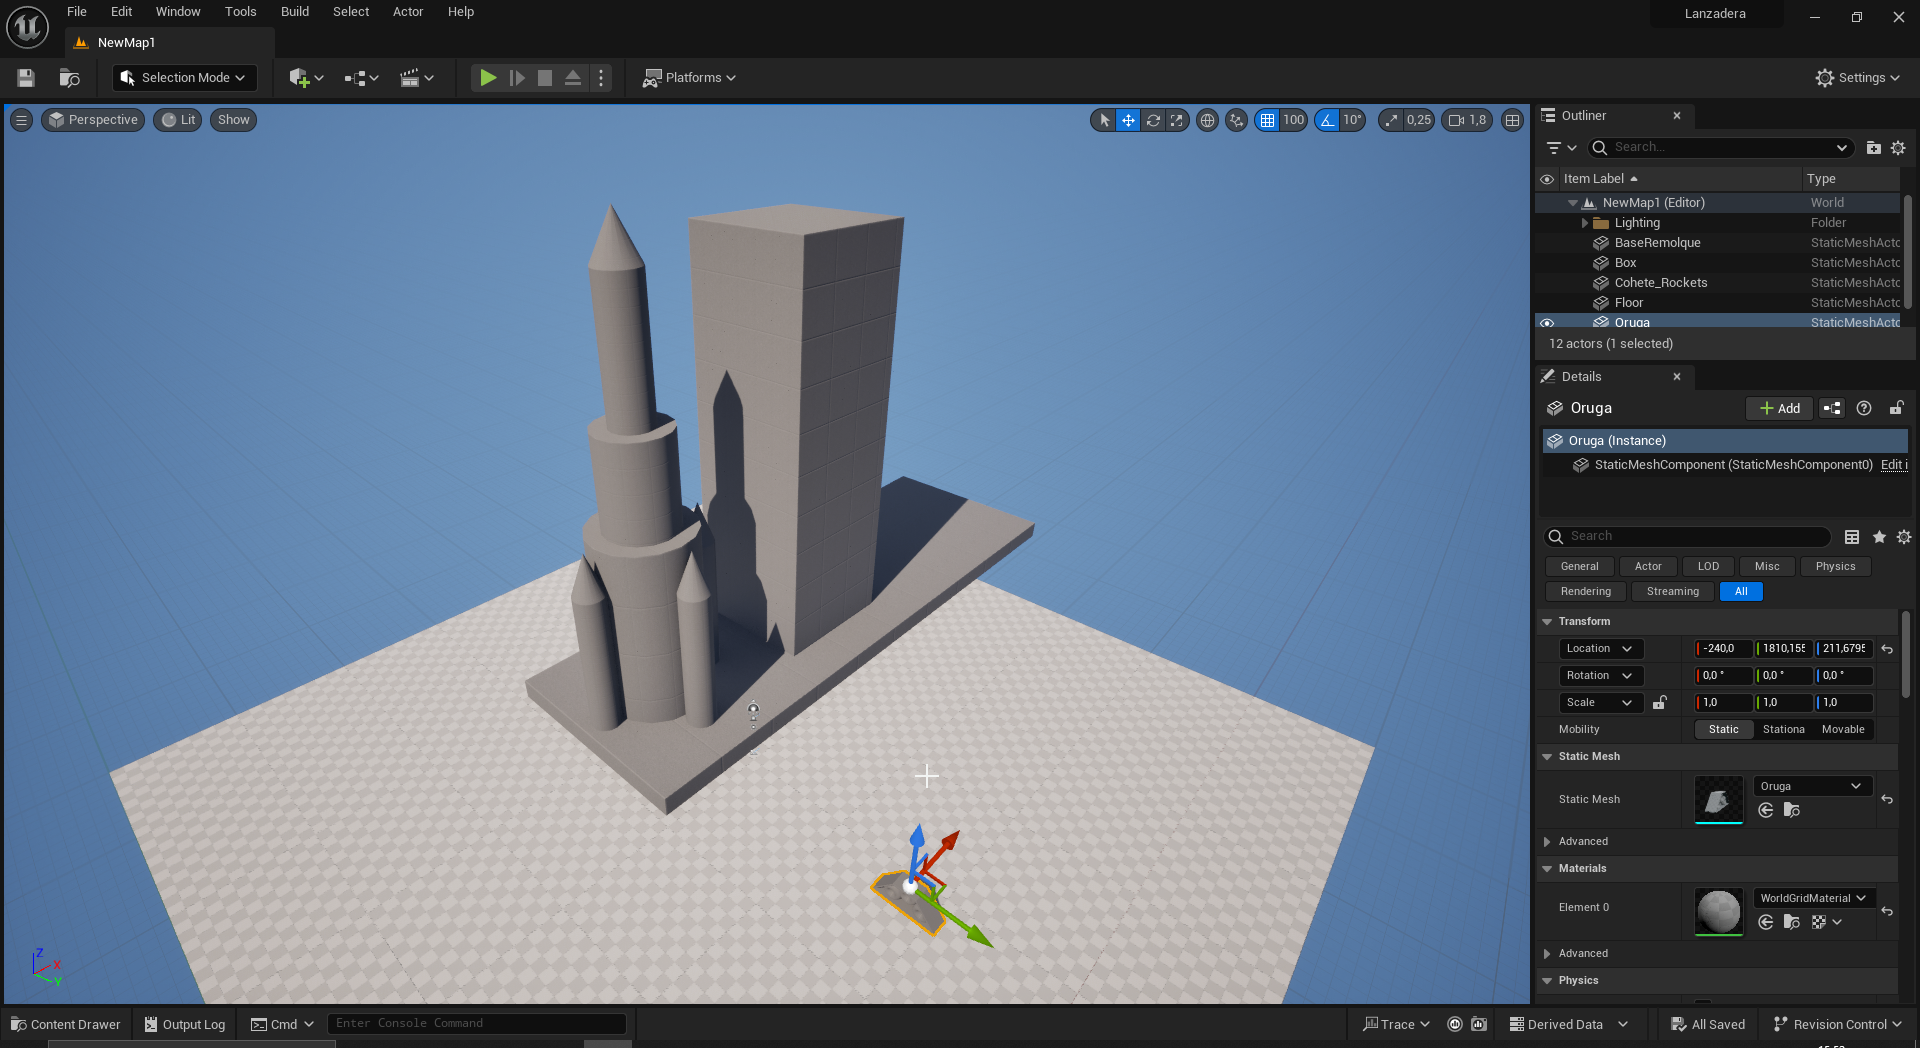 File Edit Window Tools Build Select Actor Help
Lanzadera
NewMap1
Selection Mode
Platforms
Settings
Perspective Lit Show
100 10° 0,25 1,8
Outliner
Search...
Item Label Type
NewMap1 (Editor) World
Lighting Folder
BaseRemolque StaticMeshActo
Box StaticMeshActo
Cohete_Rockets StaticMeshActo
Floor StaticMeshActo
Oruga StaticMeshActo
12 actors (1 selected)
Details
Oruga
Add
Oruga (Instance)
StaticMeshComponent (StaticMeshComponent0) Edit i
Search
General Actor LOD Misc Physics
Rendering Streaming All
Transform
Location -240,0 1810,155 211,6795
Rotation 0,0 ° 0,0 ° 0,0 °
Scale 1,0 1,0 1,0
Mobility Static Stationa Movable
Static Mesh
Oruga
Static Mesh
Advanced
Materials
WorldGridMaterial
Element 0
Advanced
Physics
Z
X
Y
Content Drawer Output Log Cmd Enter Console Command
Trace Derived Data All Saved Revision Control